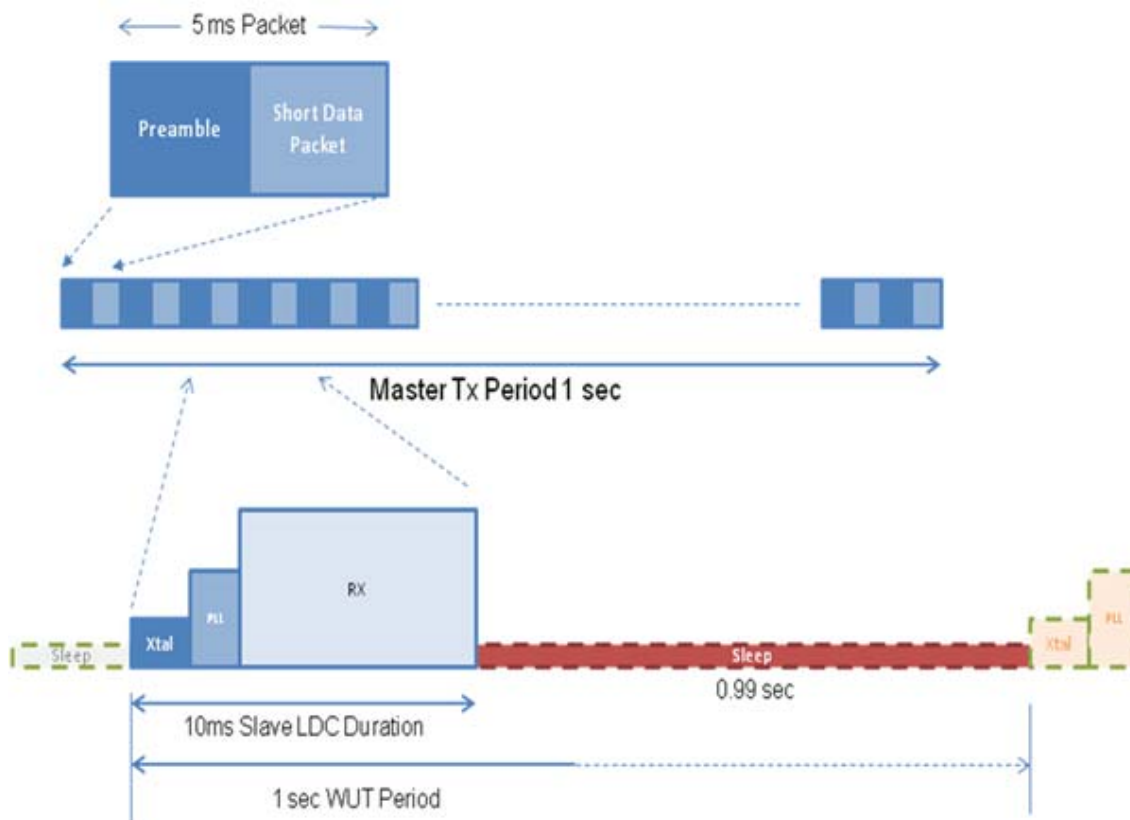 5 ms Packet
Preamble
Short Data
Packet
Master Tx Period 1 sec
RX
PLL
Xtal
Sleep
Sleep
Xtal
PLL
0.99 sec
10ms Slave LDC Duration
1 sec WUT Period